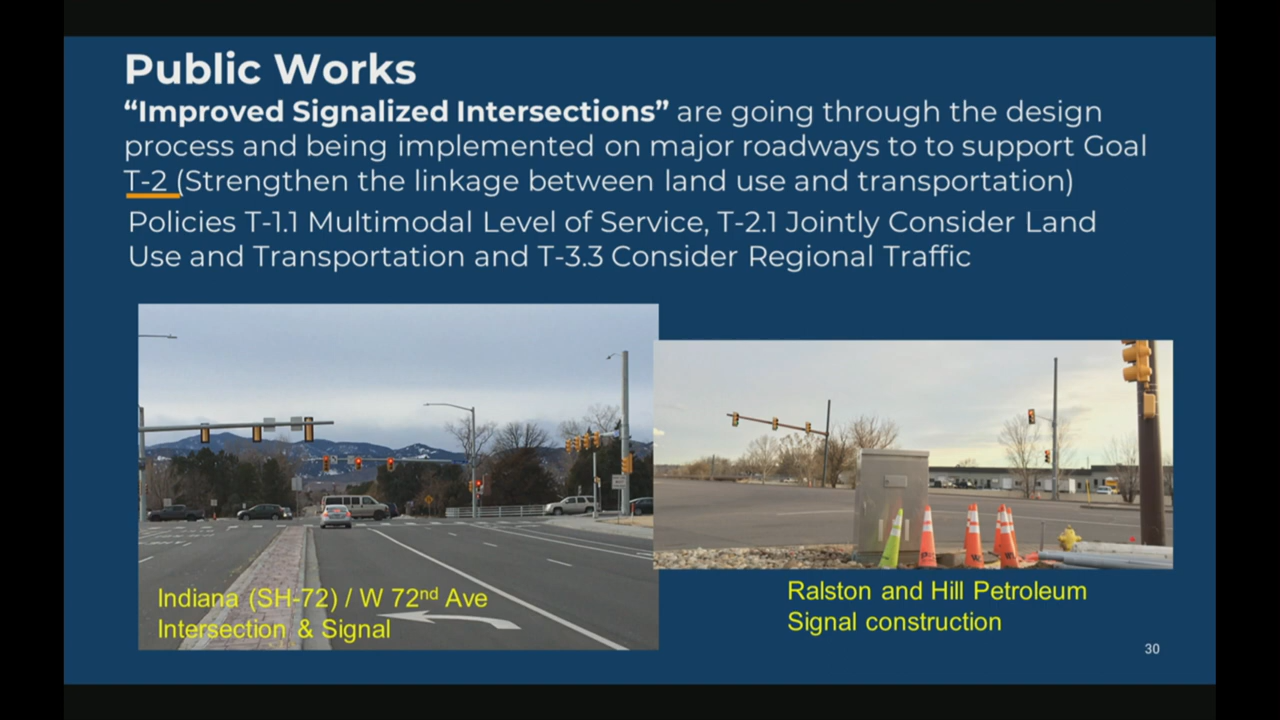 Public Works
“Improved Signalized Intersections” are going through the design
process and being implemented on major roadways to to support Goal
T-2 (Strengthen the linkage between land use and transportation)
Policies T-1.1 Multimodal Level of Service, T-2.1 Jointly Consider Land
Use and Transportation and T-3.3 Consider Regional Traffic
Indiana (SH-72) / W 72nd Ave
Intersection & Signal
Ralston and Hill Petroleum
Signal construction
30